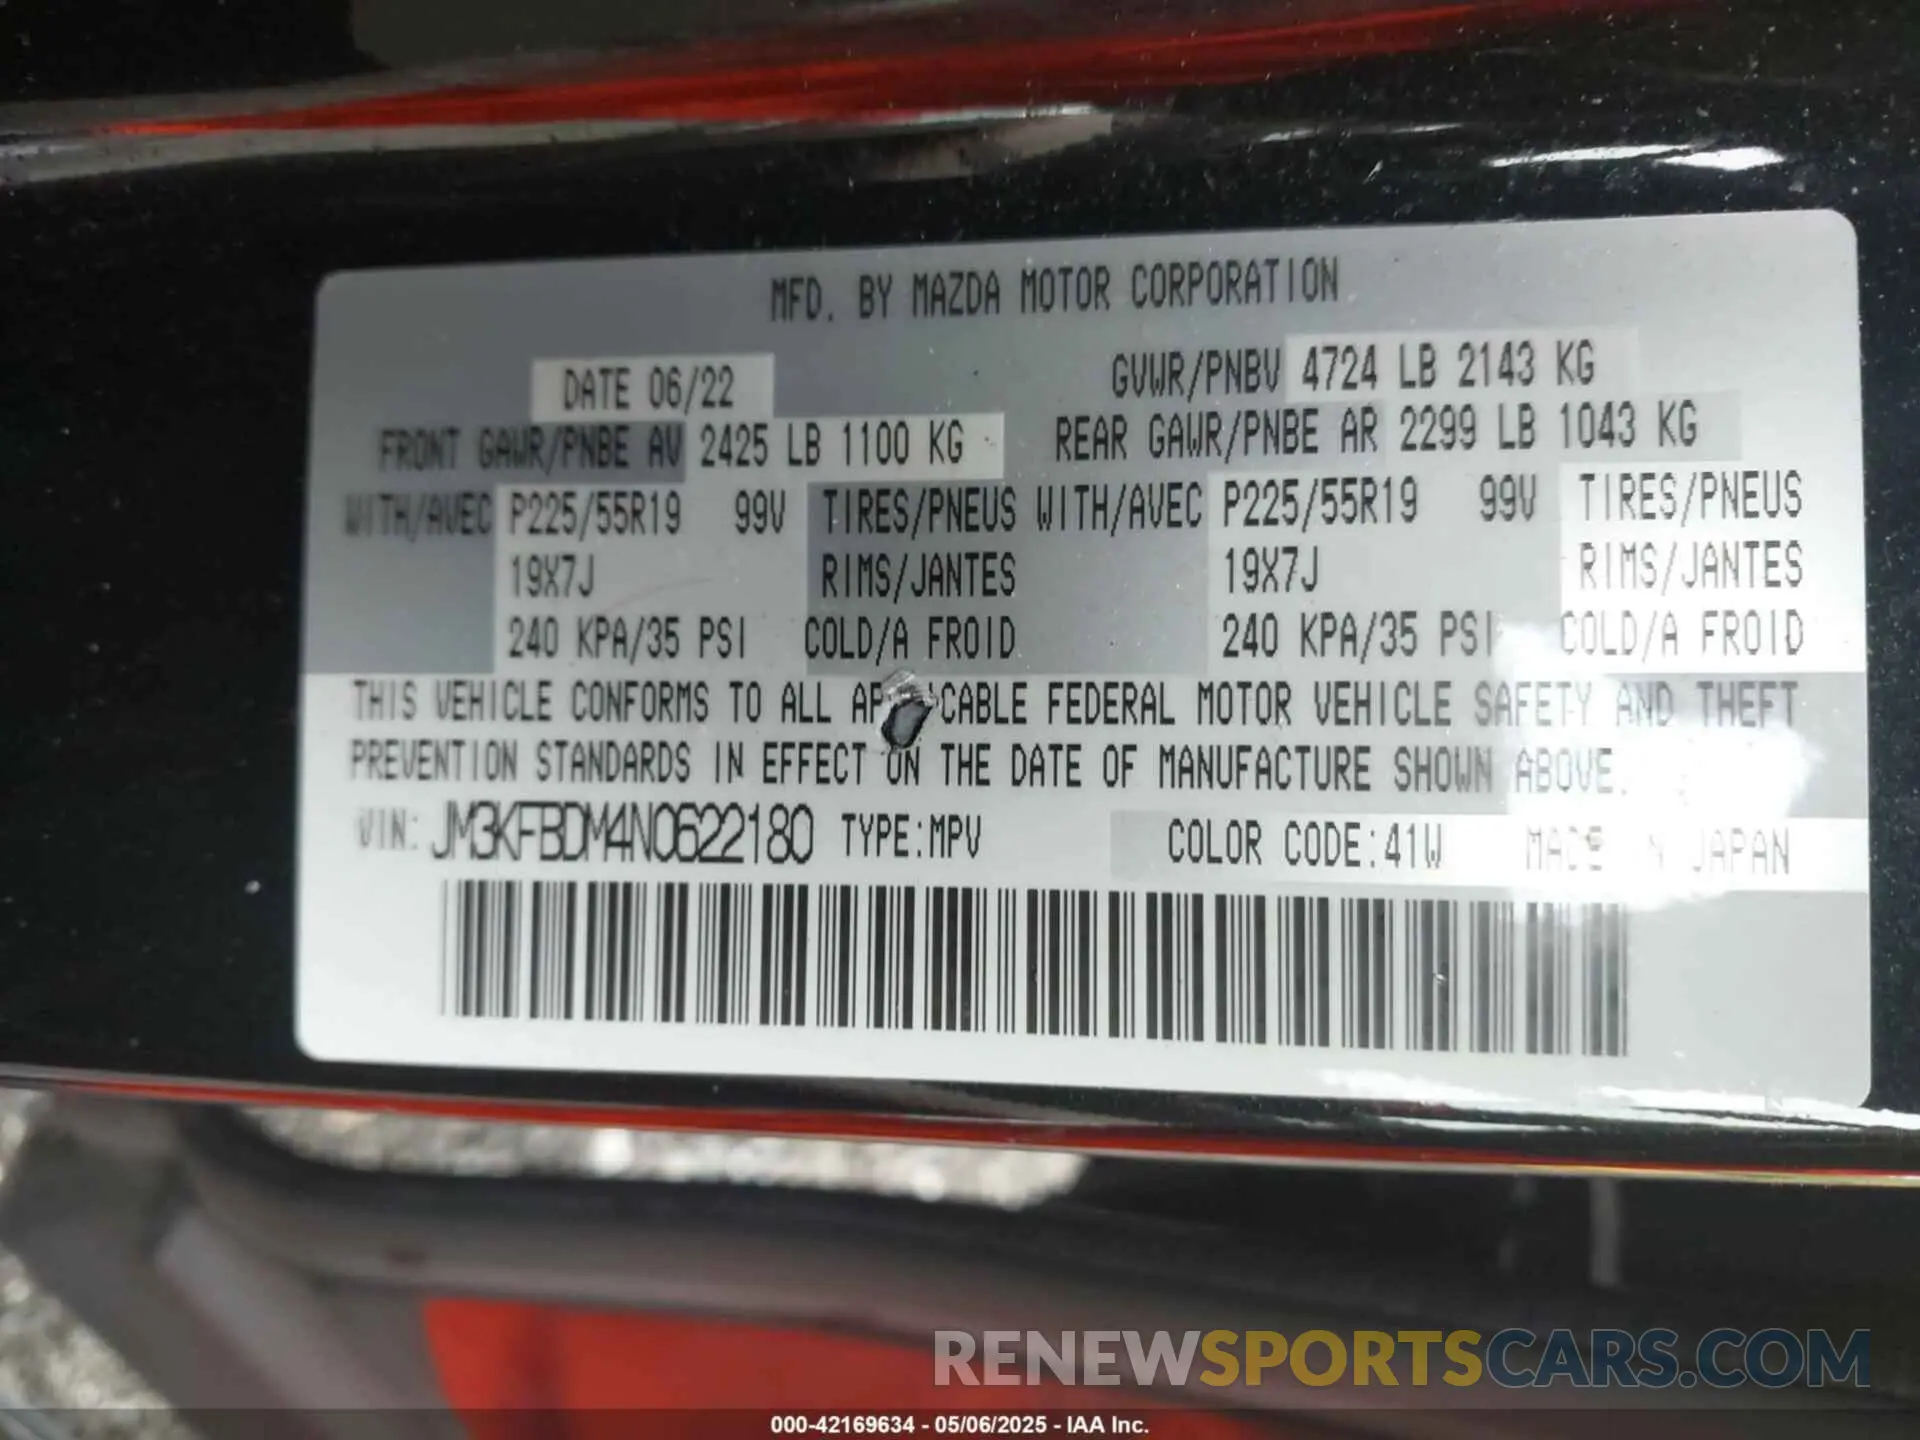 MFD. BY MAZDA MOTOR CORPORATION
DATE 06/22 GVWR/PNBV 4724 LB 2143 KG
FRONT GAWR/PNBE AV 2425 LB 1100 KG REAR GAWR/PNBE AR 2299 LB 1043 KG
WITH/AVEC P225/55R19 99V TIRES/PNEUS WITH/AVEC P225/55R19 99V TIRES/PNEUS
19X7J RIMS/JANTES 19X7J RIMS/JANTES
240 KPA/35 PSI COLD/A FROID 240 KPA/35 PSI COLD/A FROID
THIS VEHICLE CONFORMS TO ALL FEDERAL MOTOR VEHICLE SAFETY AND THEFT
PREVENTION STANDARDS IN EFFECT ON THE DATE OF MANUFACTURE SHOWN ABOVE.
VIN: JM3KFBDM4N0622180 TYPE:MPV COLOR CODE:41W JAPAN
RENEWSPORTSCARS.COM
000-42169634 - 05/06/2025 - IAA Inc.